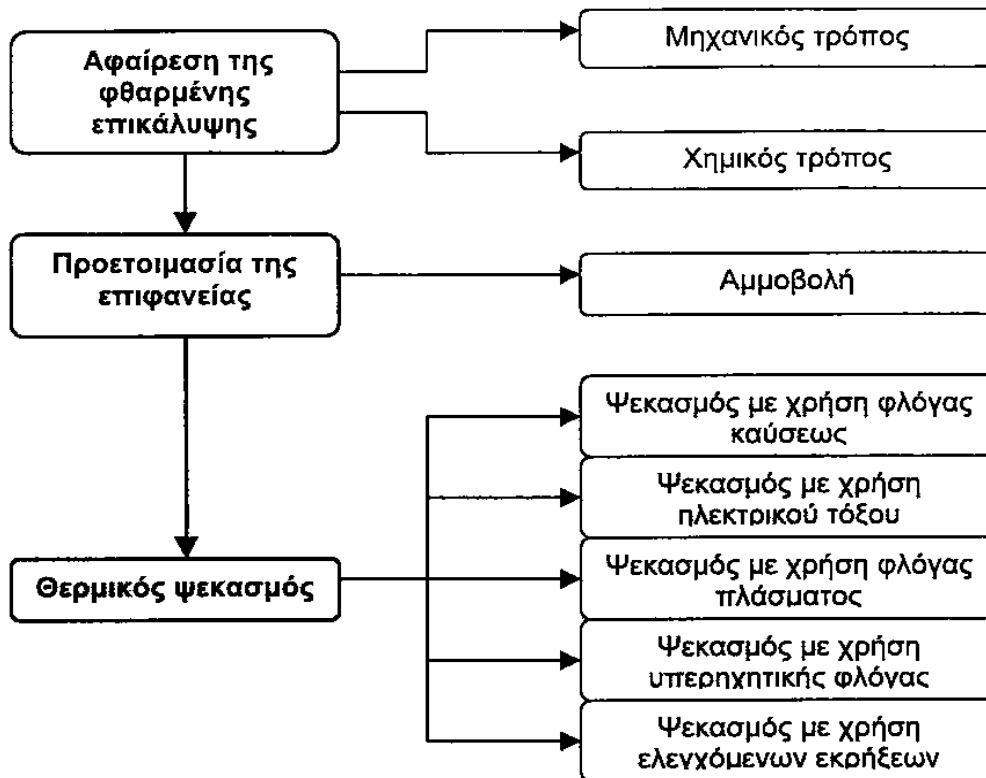 Αφαίρεση της
φθαρμένης
επικάλυψης
Μηχανικός τρόπος
Χημικός τρόπος
Προετοιμασία της
επιφανείας
Αμμοβολή
Θερμικός ψεκασμός
Ψεκασμός με χρήση φλόγας
καύσεως
Ψεκασμός με χρήση
ηλεκτρικού τόξου
Ψεκασμός με χρήση φλόγας
πλάσματος
Ψεκασμός με χρήση
υπερηχητικής φλόγας
Ψεκασμός με χρήση
ελεγχόμενων εκρήξεων